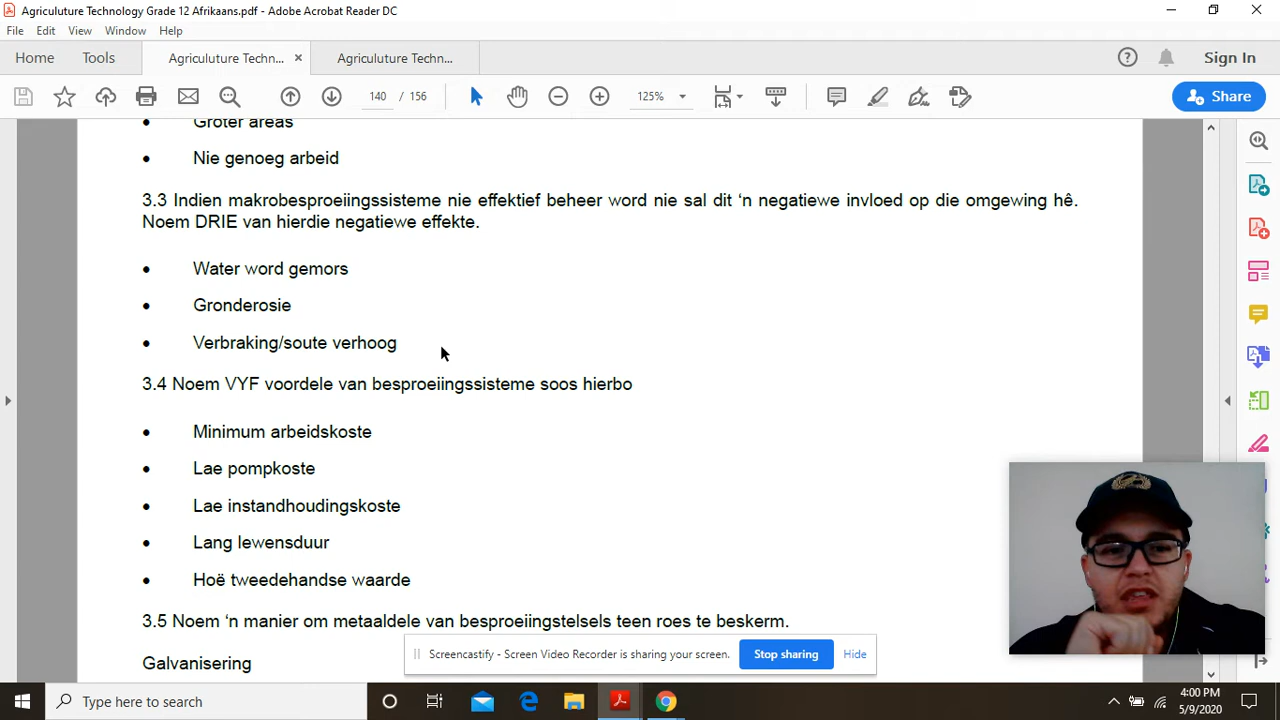 Agriculuture Technology Grade 12 Afrikaans.pdf - Adobe Acrobat Reader DC
File Edit View Window Help
Home Tools Agriculuture Techn... × Agriculuture Techn... Sign In
140 / 156 125% Share
• Groter areas
• Nie genoeg arbeid
3.3 Indien makrobesproeiingssisteme nie effektief beheer word nie sal dit ‘n negatiewe invloed op die omgewing hê.
Noem DRIE van hierdie negatiewe effekte.
• Water word gemors
• Gronderosie
• Verbraking/soute verhoog
3.4 Noem VYF voordele van besproeiingssisteme soos hierbo
• Minimum arbeidskoste
• Lae pompkoste
• Lae instandhoudingskoste
• Lang lewensduur
• Hoë tweedehandse waarde
3.5 Noem ‘n manier om metaaldele van besproeiingstelsels teen roes te beskerm.
Screencastify - Screen Video Recorder is sharing your screen. Stop sharing Hide
Galvanisering
Type here to search
4:00 PM
5/9/2020